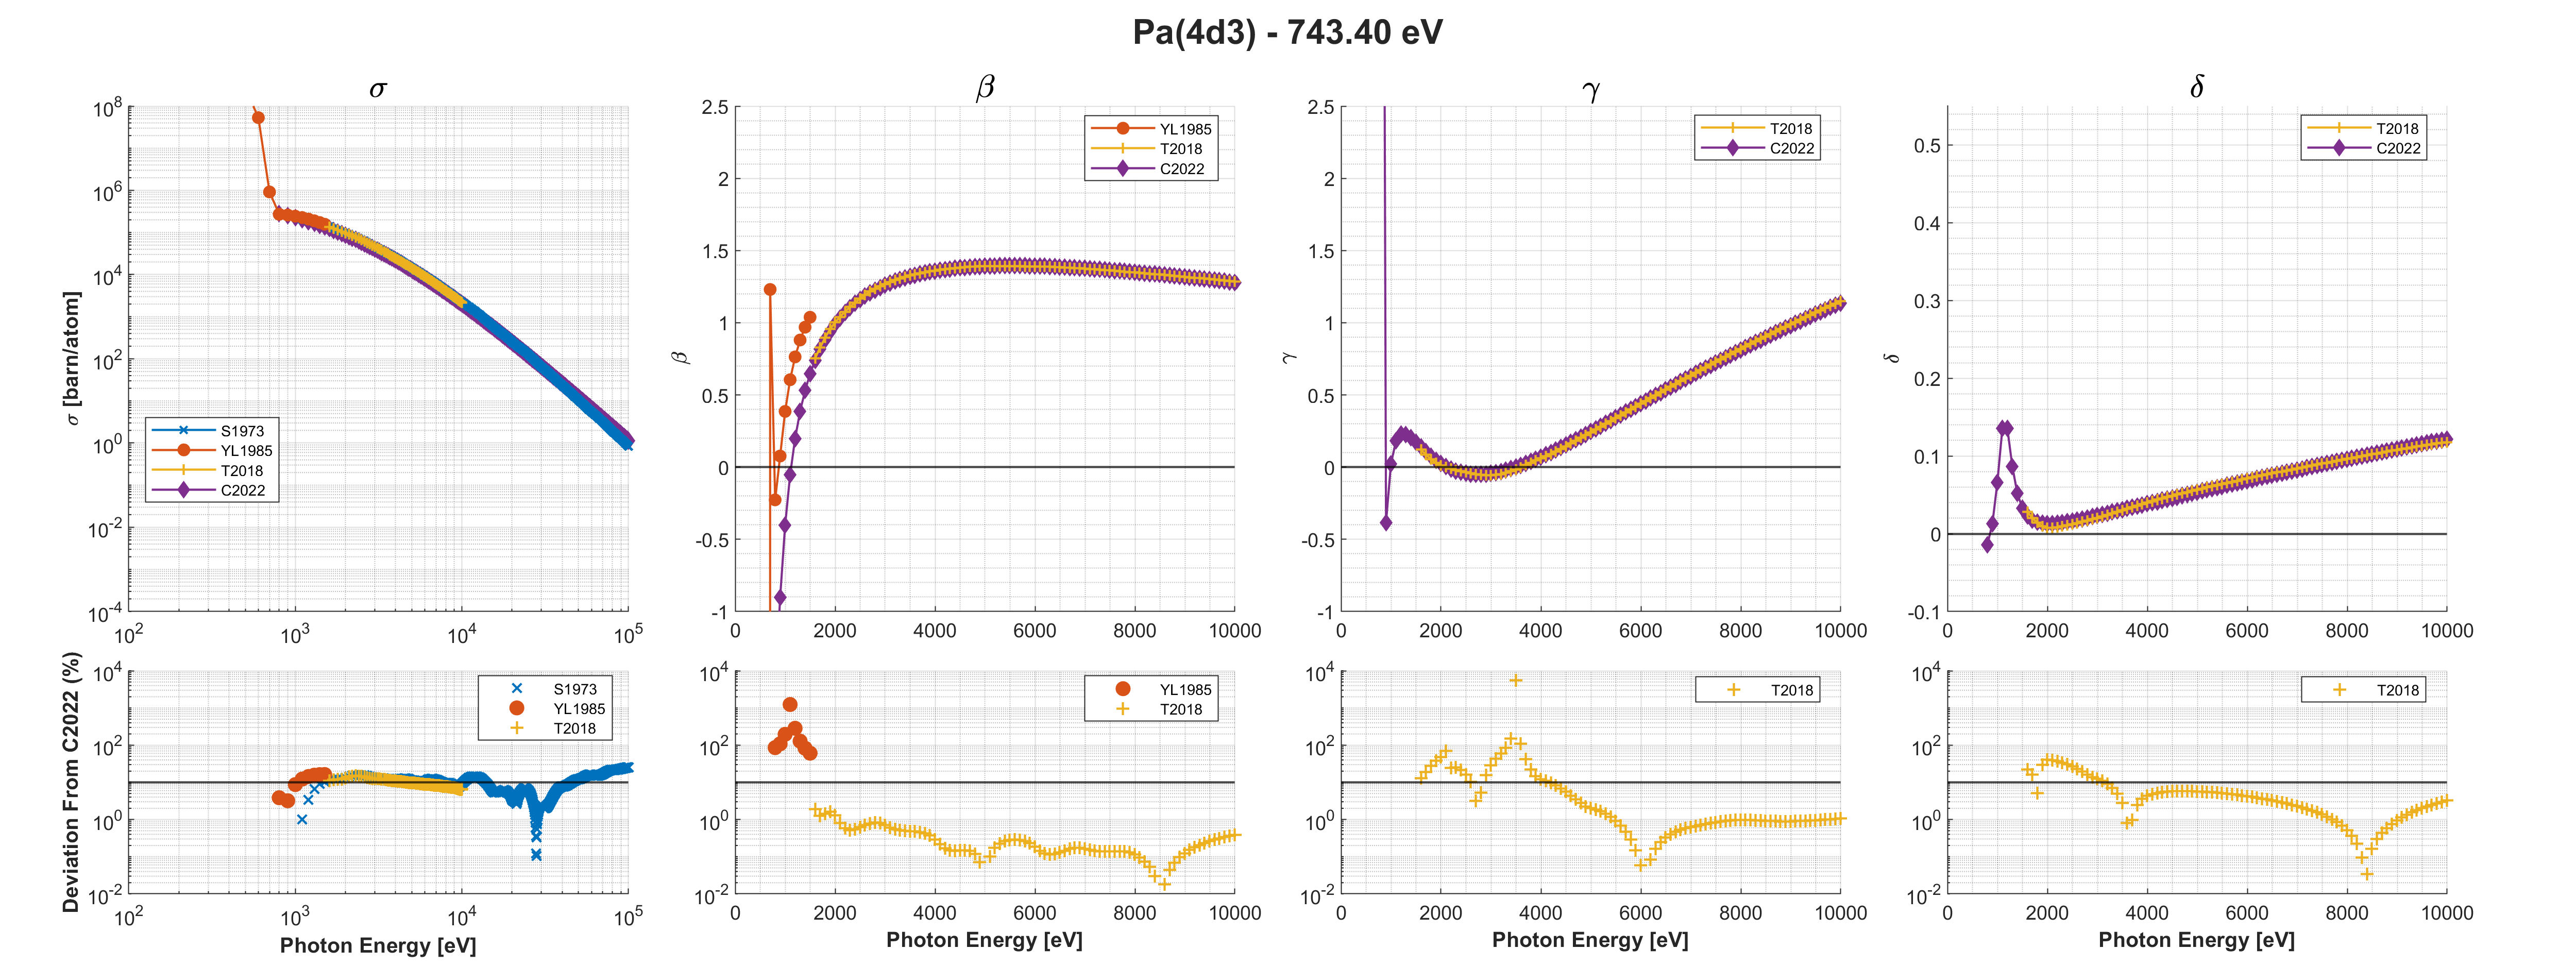 Pa(4d3) - 743.40 eV
σ
σ [barn/atom]
10^8
10^6
10^4
10^2
10^0
10^-2
10^-4
10^2
10^3
10^4
10^5
S1973
YL1985
T2018
C2022
β
β
2.5
2
1.5
1
0.5
0
-0.5
-1
0
2000
4000
6000
8000
10000
YL1985
T2018
C2022
γ
γ
2.5
2
1.5
1
0.5
0
-0.5
-1
0
2000
4000
6000
8000
10000
T2018
C2022
δ
δ
0.5
0.4
0.3
0.2
0.1
0
-0.1
0
2000
4000
6000
8000
10000
T2018
C2022
Deviation From C2022 (%)
10^4
10^2
10^0
10^-2
10^2
10^3
10^4
10^5
S1973
YL1985
T2018
Photon Energy [eV]
10^4
10^2
10^0
10^-2
0
2000
4000
6000
8000
10000
YL1985
T2018
Photon Energy [eV]
10^4
10^2
10^0
10^-2
0
2000
4000
6000
8000
10000
T2018
Photon Energy [eV]
10^4
10^2
10^0
10^-2
0
2000
4000
6000
8000
10000
T2018
Photon Energy [eV]